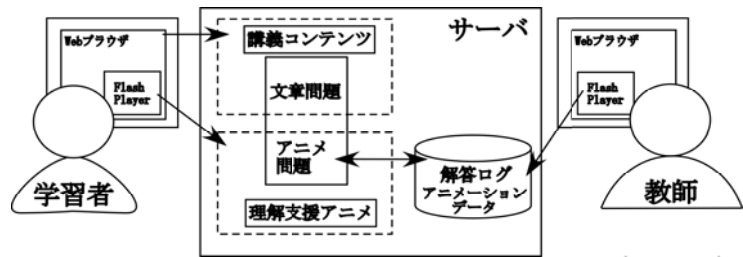 Webブラウザ
Flash
Player
学習者
サーバ
講義コンテンツ
文章問題
アニメ
問題
理解支援アニメ
解答ログ
アニメーション
データ
Webブラウザ
Flash
Player
教師